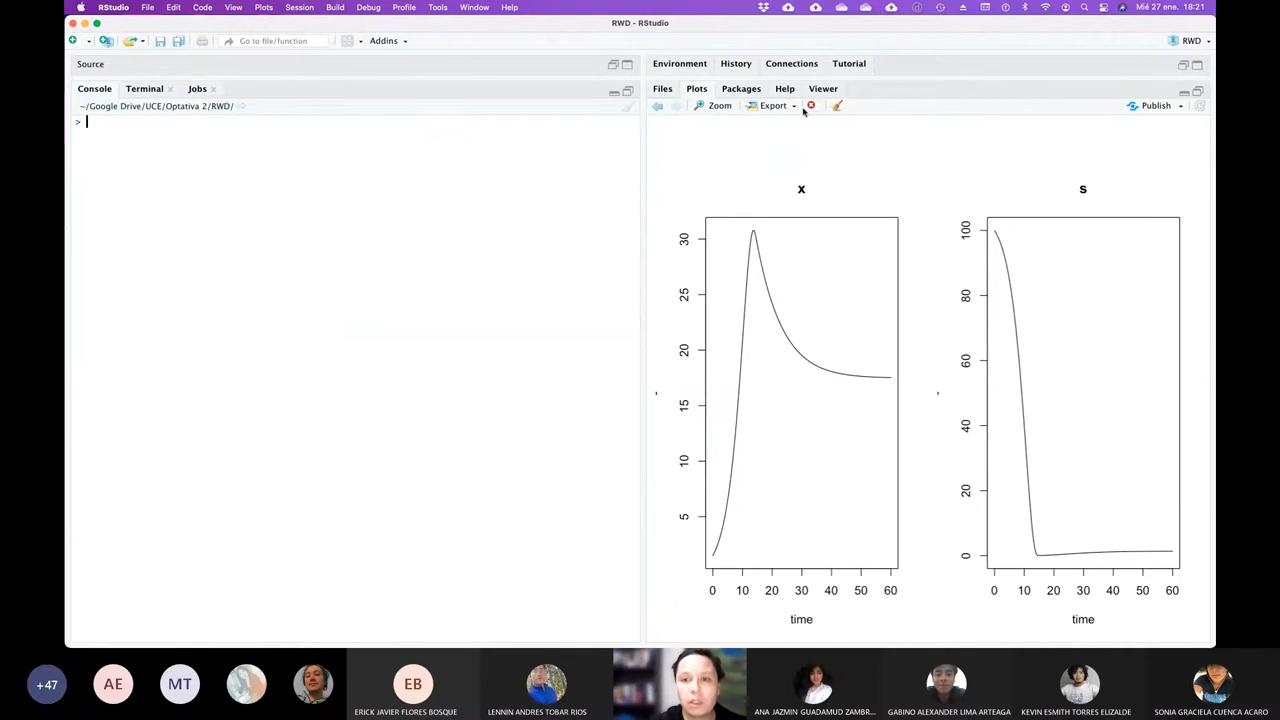 RStudio File Edit Code View Plots Session Build Debug Profile Tools Window Help Mié 27 ene. 18:21
RWD - RStudio
Go to file/function Addins RWD
Source
Environment History Connections Tutorial
Console Terminal Jobs
Files Plots Packages Help Viewer
~/Google Drive/UCE/Optativa 2/RWD/
Zoom Export Publish
>
x
30
25
20
15
10
5
0 10 20 30 40 50 60
time
s
100
80
60
40
20
0
0 10 20 30 40 50 60
time
+47
AE
MT
EB
ERICK JAVIER FLORES BOSQUE
LENNIN ANDRES TOBAR RIOS
ANA JAZMIN GUADAMUD ZAMBR...
GABINO ALEXANDER LIMA ARTEAGA
KEVIN ESMITH TORRES ELIZALDE
SONIA GRACIELA CUENCA ACARO